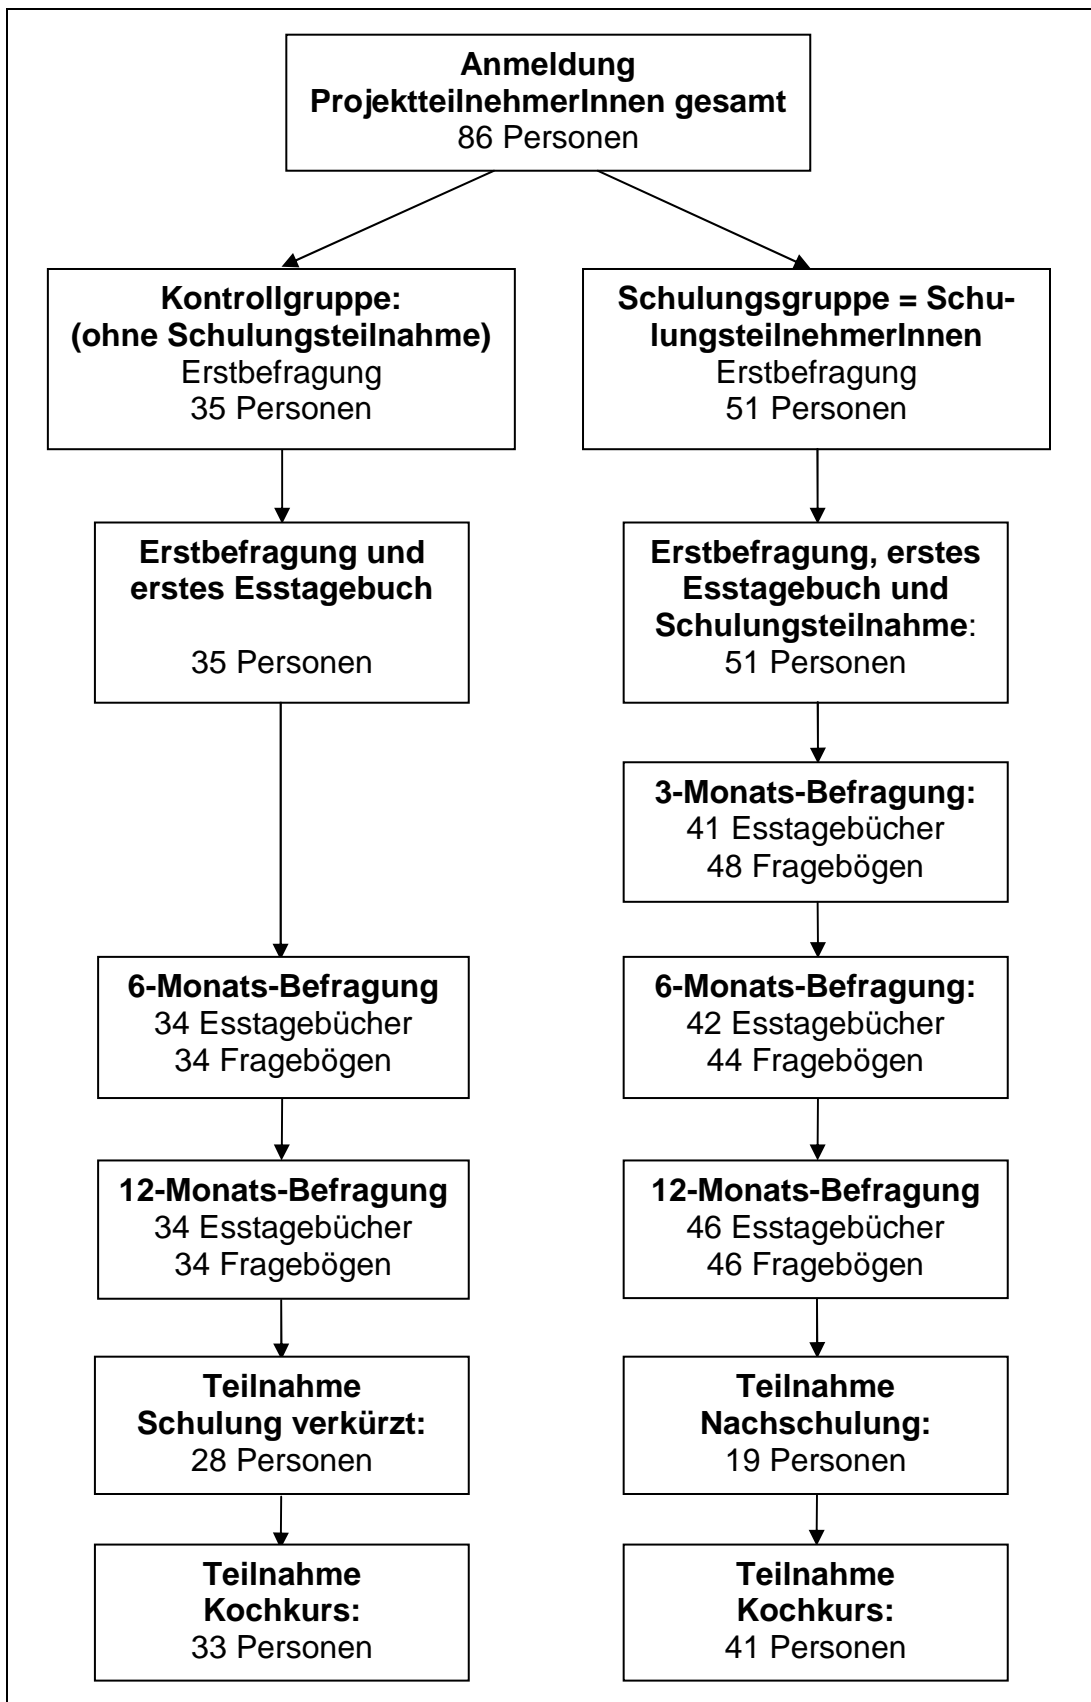 Anmeldung
ProjektteilnehmerInnen gesamt
86 Personen
Kontrollgruppe:
(ohne Schulungsteilnahme)
Erstbefragung
35 Personen
Schulungsgruppe = Schu-
lungsteilnehmerInnen
Erstbefragung
51 Personen
Erstbefragung und
erstes Esstagebuch
35 Personen
Erstbefragung, erstes
Esstagebuch und
Schulungsteilnahme:
51 Personen
3-Monats-Befragung:
41 Esstagebücher
48 Fragebögen
6-Monats-Befragung
34 Esstagebücher
34 Fragebögen
6-Monats-Befragung:
42 Esstagebücher
44 Fragebögen
12-Monats-Befragung
34 Esstagebücher
34 Fragebögen
12-Monats-Befragung
46 Esstagebücher
46 Fragebögen
Teilnahme
Schulung verkürzt:
28 Personen
Teilnahme
Nachschulung:
19 Personen
Teilnahme
Kochkurs:
33 Personen
Teilnahme
Kochkurs:
41 Personen